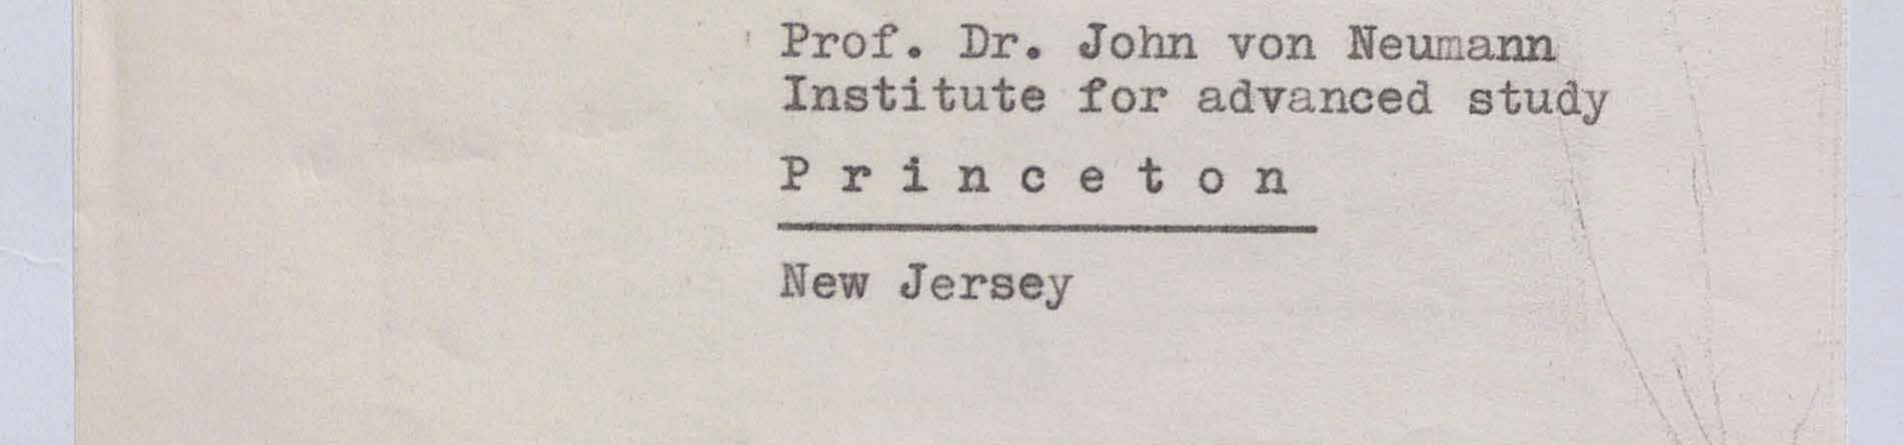 Prof. Dr. John von Neumann
Institute for advanced study
P r i n c e t o n
New Jersey